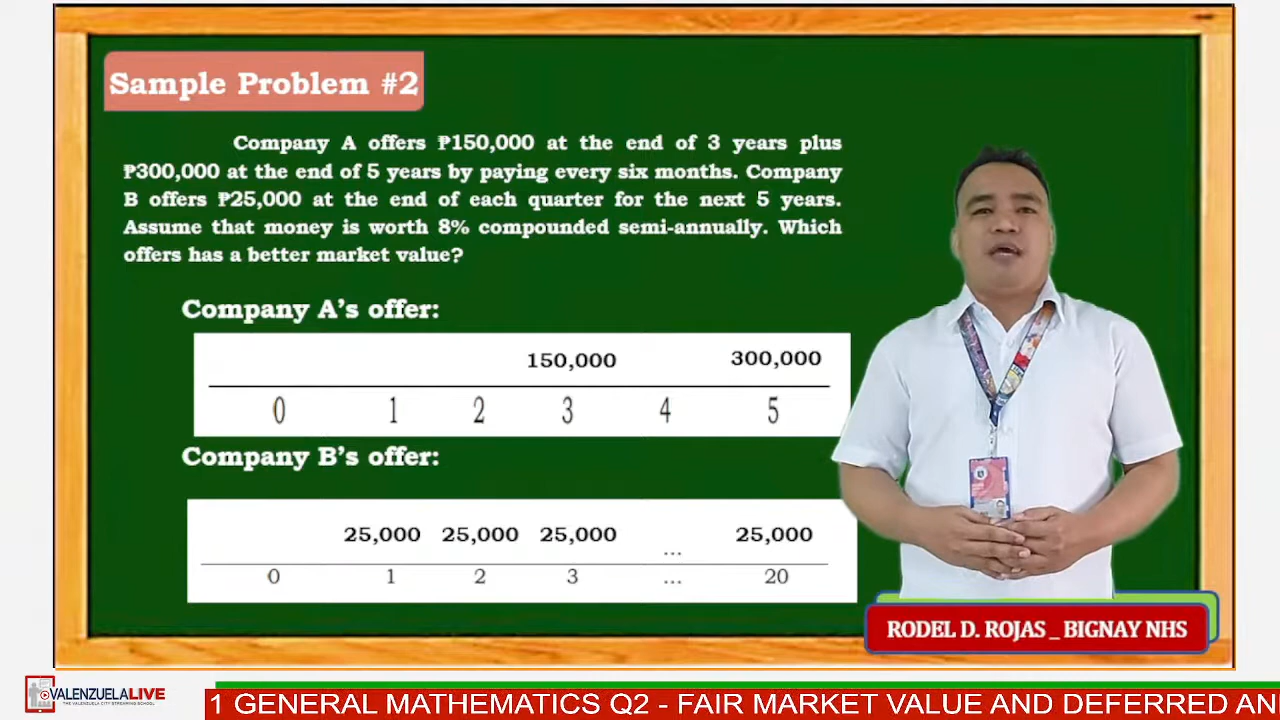 Sample Problem #2
Company A offers ₱150,000 at the end of 3 years plus
₱300,000 at the end of 5 years by paying every six months. Company
B offers ₱25,000 at the end of each quarter for the next 5 years.
Assume that money is worth 8% compounded semi-annually. Which
offers has a better market value?
Company A's offer:
150,000 300,000
0 1 2 3 4 5
Company B's offer:
25,000 25,000 25,000 ... 25,000
0 1 2 3 ... 20
RODEL D. ROJAS _ BIGNAY NHS
VALENZUELALIVE
THE VALENZUELA CITY STREAMING SCHOOL
1 GENERAL MATHEMATICS Q2 - FAIR MARKET VALUE AND DEFERRED AN